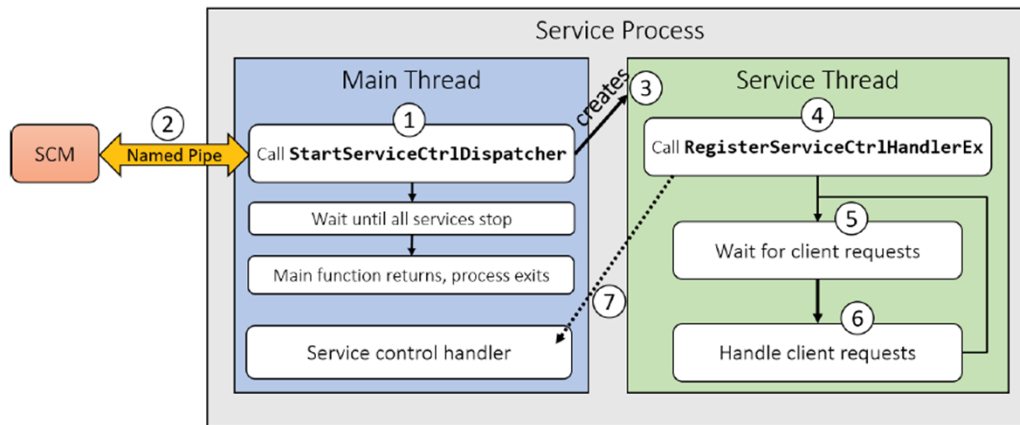 Service Process
Main Thread
Service Thread
creates
3
2
1
4
SCM
Named Pipe
Call StartServiceCtrlDispatcher
Call RegisterServiceCtrlHandlerEx
Wait until all services stop
5
Wait for client requests
Main function returns, process exits
7
6
Service control handler
Handle client requests